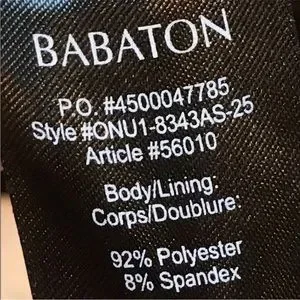 BABATON
P.O. #4500047785
Style #ONU1-8343AS-25
Article #56010
Body/Lining:
Corps/Doublure:
92% Polyester
8% Spandex